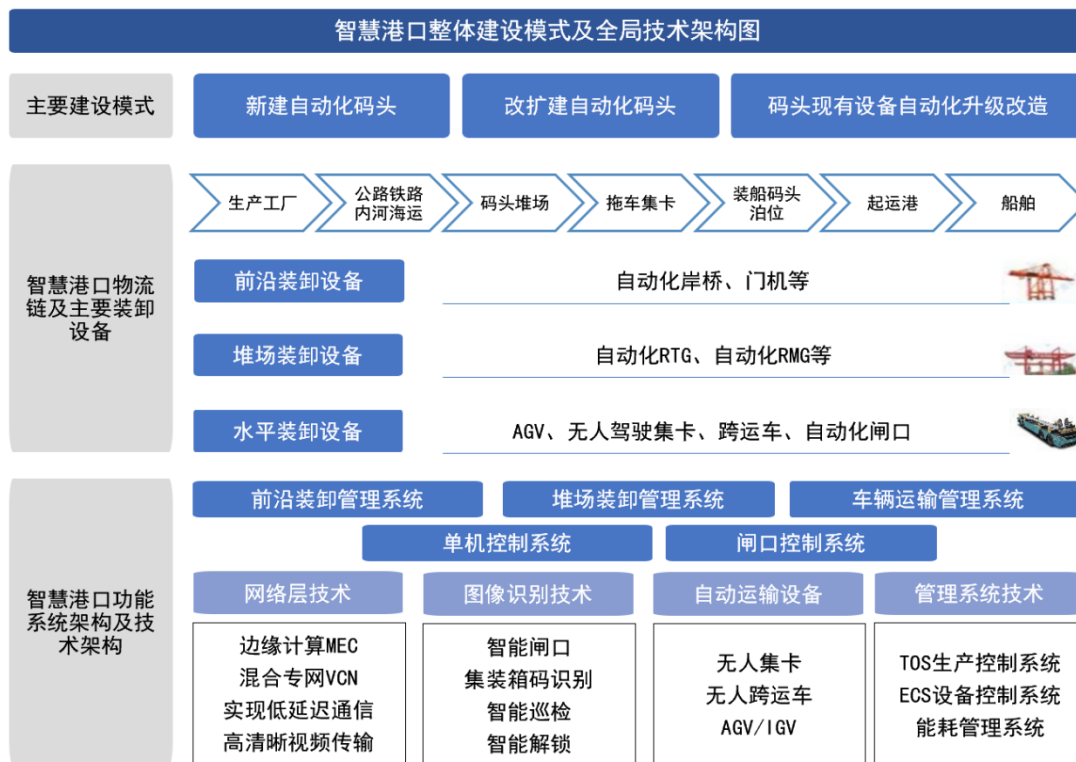 智慧港口整体建设模式及全局技术架构图
主要建设模式
新建自动化码头
改扩建自动化码头
码头现有设备自动化升级改造
智慧港口物流
链及主要装卸
设备
生产工厂
公路铁路
内河海运
码头堆场
拖车集卡
装船码头
泊位
起运港
船舶
前沿装卸设备
自动化岸桥、门机等
堆场装卸设备
自动化RTG、自动化RMG等
水平装卸设备
AGV、无人驾驶集卡、跨运车、自动化闸口
智慧港口功能
系统架构及技
术架构
前沿装卸管理系统
堆场装卸管理系统
车辆运输管理系统
单机控制系统
闸口控制系统
网络层技术
图像识别技术
自动运输设备
管理系统技术
边缘计算MEC
混合专网VCN
实现低延迟通信
高清晰视频传输
智能闸口
集装箱码识别
智能巡检
智能解锁
无人集卡
无人跨运车
AGV/IGV
TOS生产控制系统
ECS设备控制系统
能耗管理系统